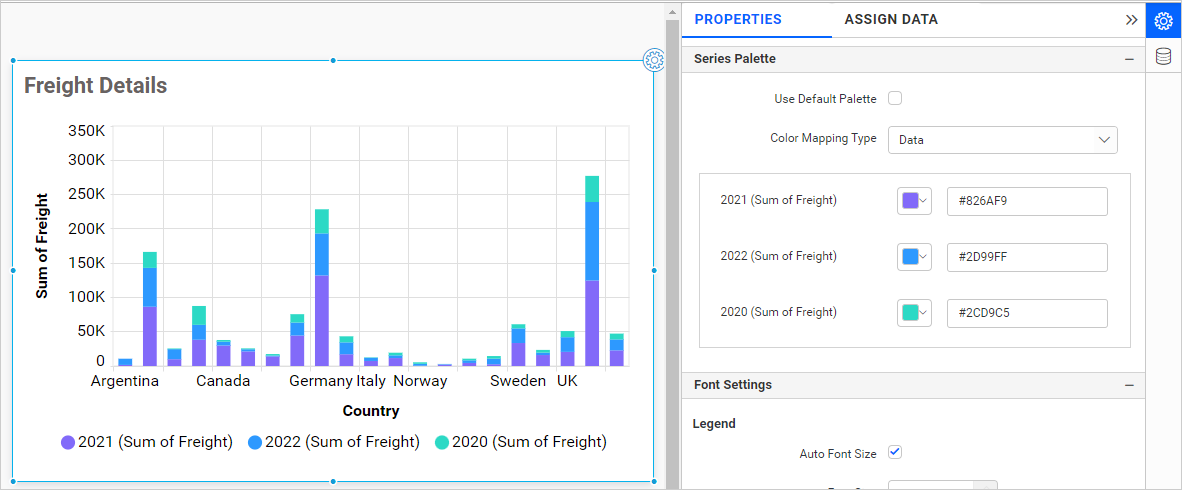 PROPERTIES
ASSIGN DATA
Series Palette
Use Default Palette
Color Mapping Type
Data
2021 (Sum of Freight)
#826AF9
2022 (Sum of Freight)
#2D99FF
2020 (Sum of Freight)
#2CD9C5
Font Settings
Legend
Auto Font Size
Freight Details
350K
300K
250K
200K
150K
100K
50K
0
Sum of Freight
Argentina Canada Germany Italy Norway Sweden UK
Country
2021 (Sum of Freight) 2022 (Sum of Freight) 2020 (Sum of Freight)